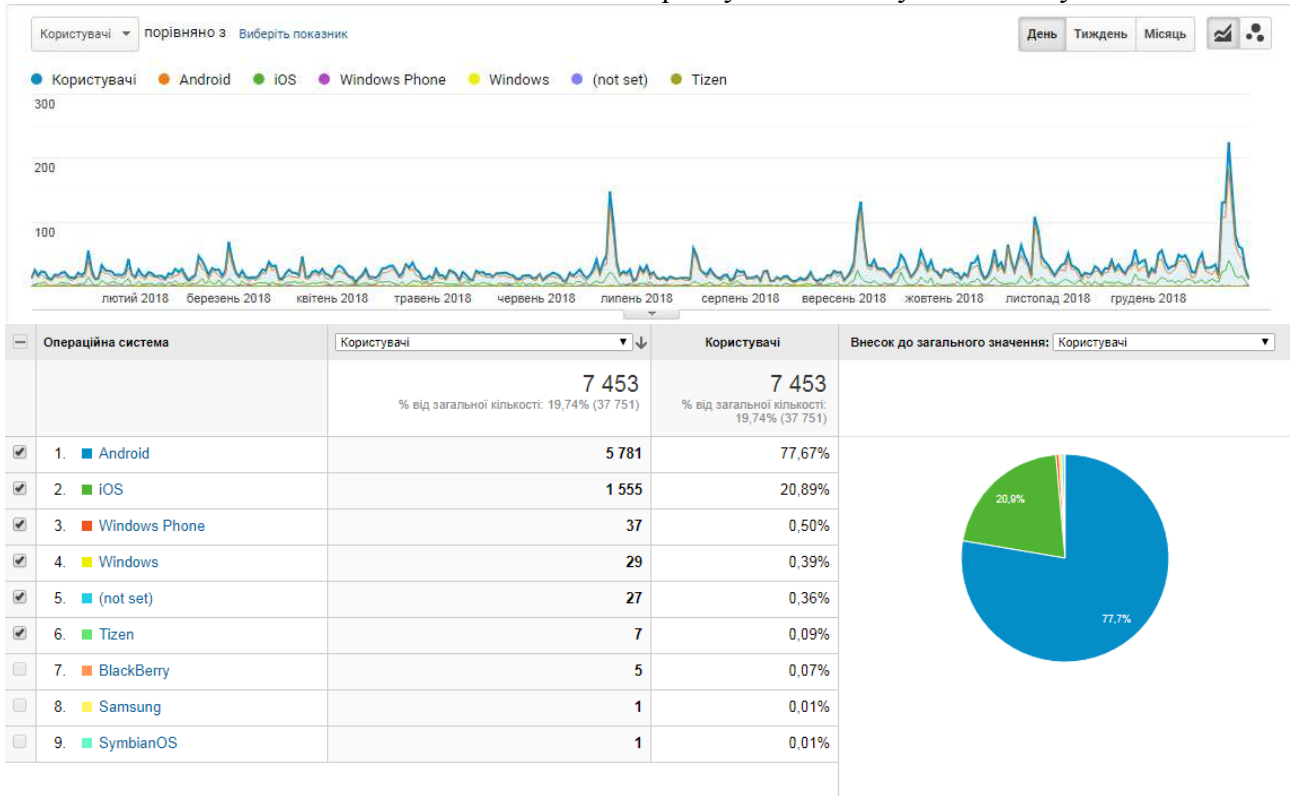 Користувачі порівняно з Виберіть показник День Тиждень Місяць
Користувачі Android iOS Windows Phone Windows (not set) Tizen
300
200
100
лютий 2018 березень 2018 квітень 2018 травень 2018 червень 2018 липень 2018 серпень 2018 вересень 2018 жовтень 2018 листопад 2018 грудень 2018
Операційна система Користувачі Користувачі Внесок до загального значення: Користувачі
7 453 7 453
% від загальної кількості: 19,74% (37 751) % від загальної кількості:
19,74% (37 751)
1. Android 5 781 77,67%
2. iOS 1 555 20,89%
3. Windows Phone 37 0,50%
4. Windows 29 0,39%
5. (not set) 27 0,36%
6. Tizen 7 0,09%
7. BlackBerry 5 0,07%
8. Samsung 1 0,01%
9. SymbianOS 1 0,01%
20,9%
77,7%